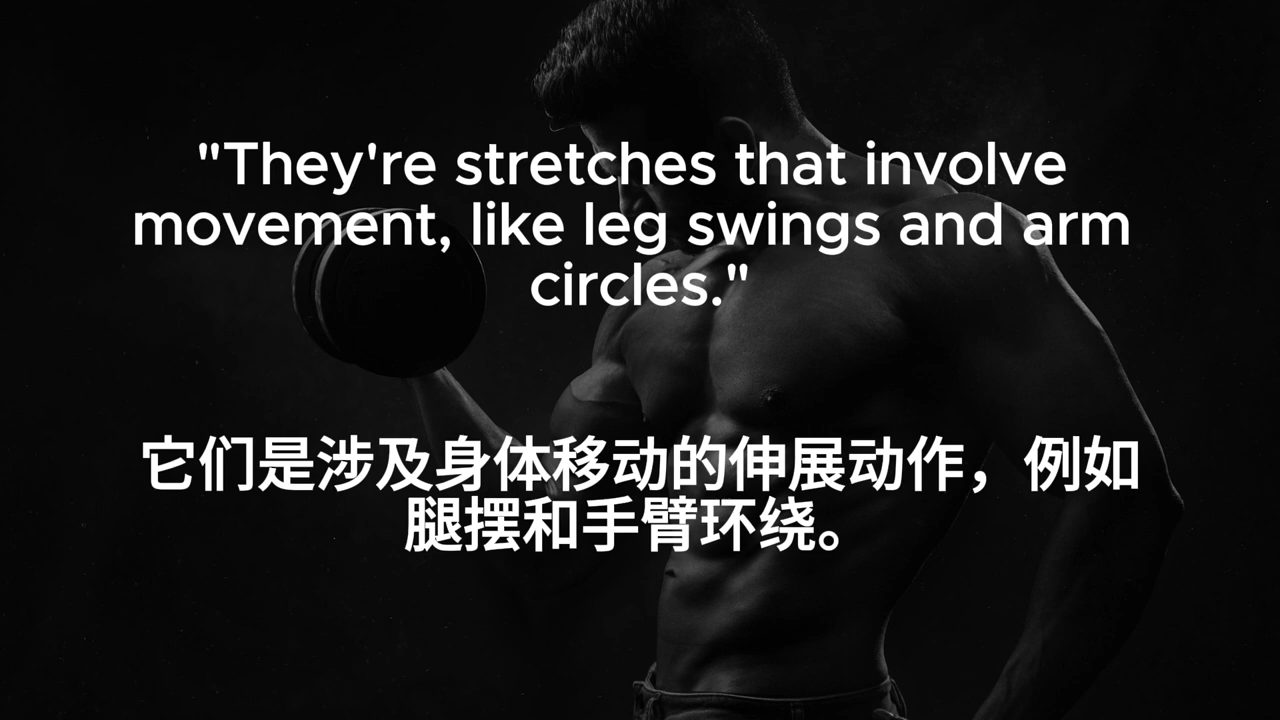 "They're stretches that involve
movement, like leg swings and arm
circles."
它们是涉及身体移动的伸展动作，例如
腿摆和手臂环绕。